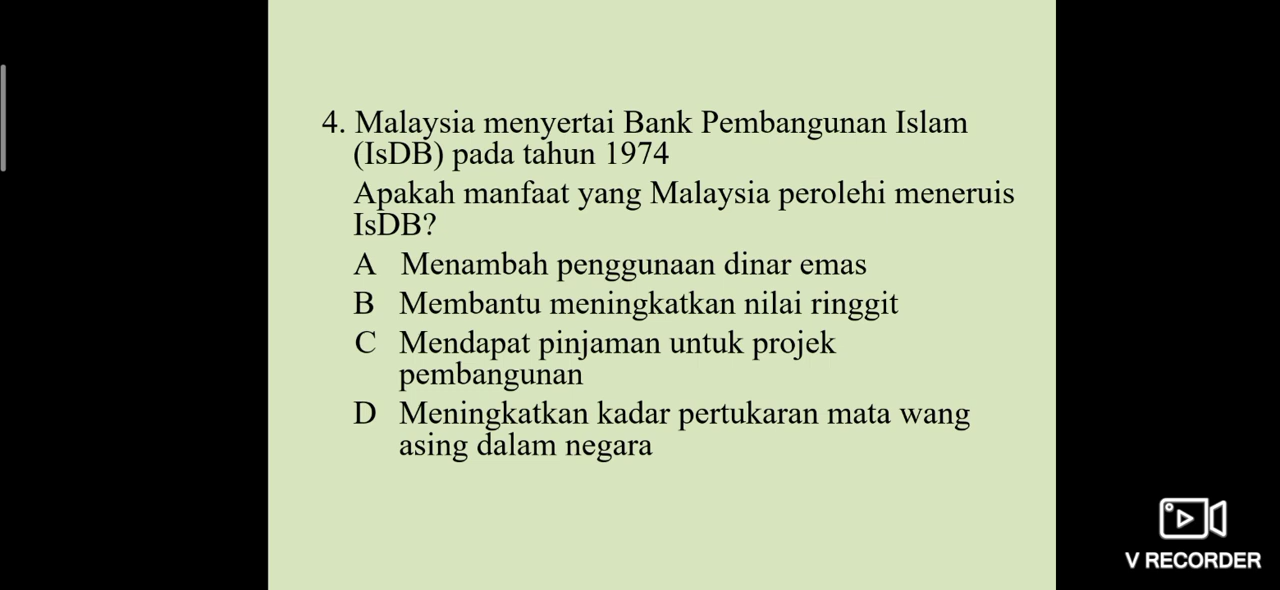 4. Malaysia menyertai Bank Pembangunan Islam
(IsDB) pada tahun 1974
Apakah manfaat yang Malaysia perolehi meneruis
IsDB?
A Menambah penggunaan dinar emas
B Membantu meningkatkan nilai ringgit
C Mendapat pinjaman untuk projek
pembangunan
D Meningkatkan kadar pertukaran mata wang
asing dalam negara
V RECORDER